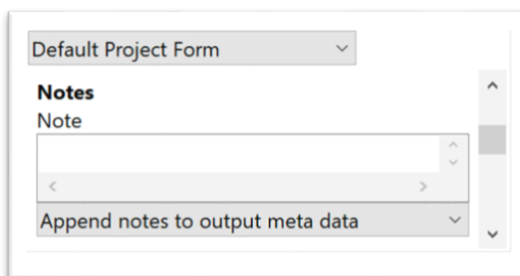 Default Project Form
Notes
Note
Append notes to output meta data